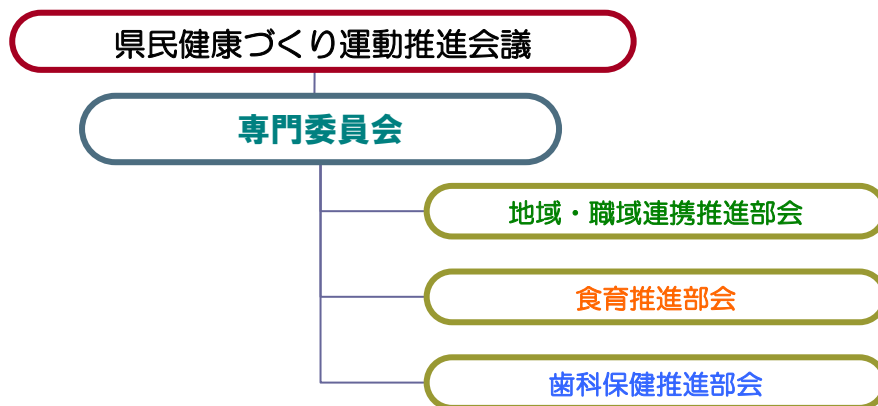 県民健康づくり運動推進会議
専門委員会
地域・職域連携推進部会
食育推進部会
歯科保健推進部会